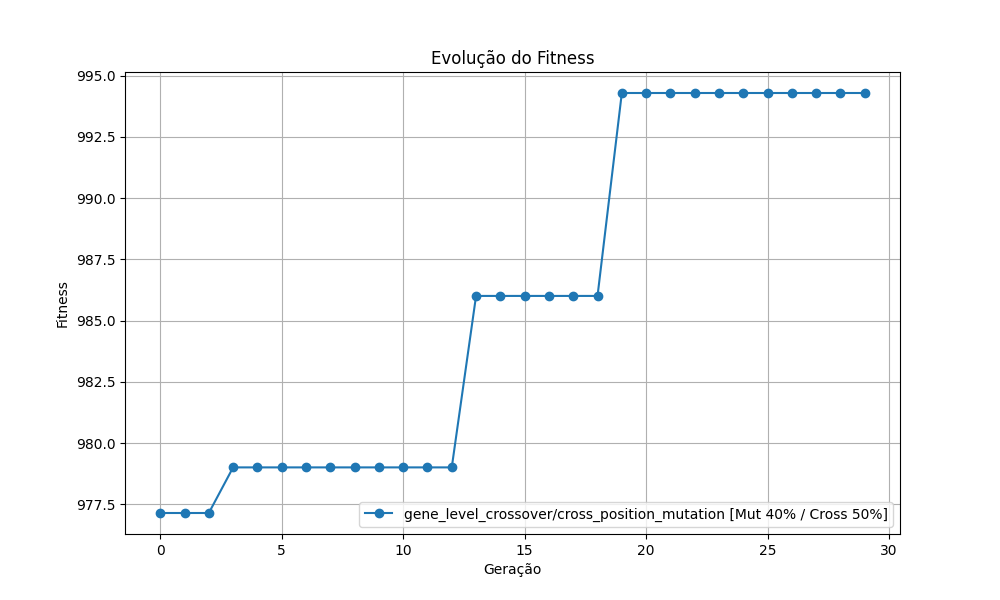 Evolução do Fitness
995.0
992.5
990.0
987.5
985.0
982.5
980.0
977.5
Fitness
0 5 10 15 20 25 30
Geração
gene_level_crossover/cross_position_mutation [Mut 40% / Cross 50%]